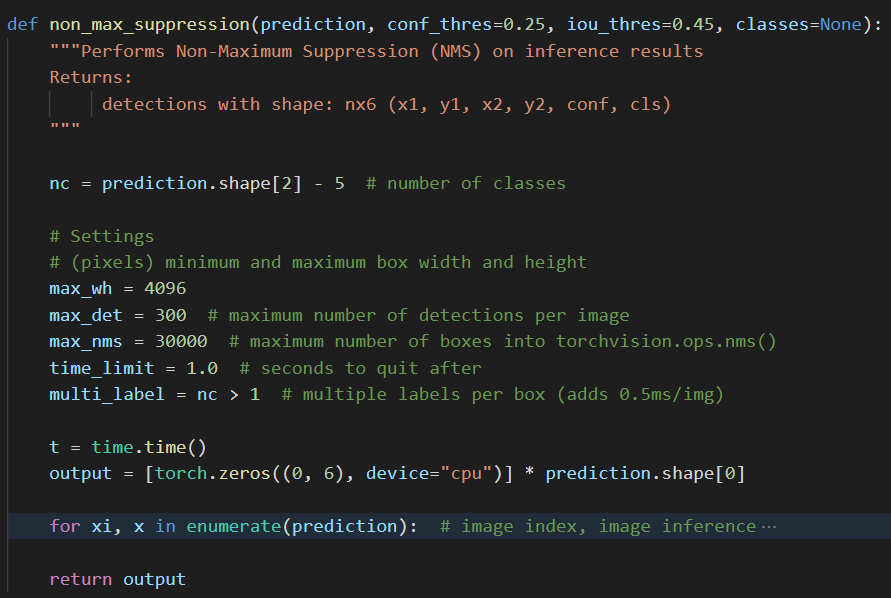 def non_max_suppression(prediction, conf_thres=0.25, iou_thres=0.45, classes=None):
    """Performs Non-Maximum Suppression (NMS) on inference results
    Returns:
         detections with shape: nx6 (x1, y1, x2, y2, conf, cls)
    """

    nc = prediction.shape[2] - 5  # number of classes

    # Settings
    # (pixels) minimum and maximum box width and height
    max_wh = 4096
    max_det = 300  # maximum number of detections per image
    max_nms = 30000  # maximum number of boxes into torchvision.ops.nms()
    time_limit = 1.0  # seconds to quit after
    multi_label = nc > 1  # multiple labels per box (adds 0.5ms/img)

    t = time.time()
    output = [torch.zeros((0, 6), device="cpu")] * prediction.shape[0]

    for xi, x in enumerate(prediction):  # image index, image inference ···

    return output